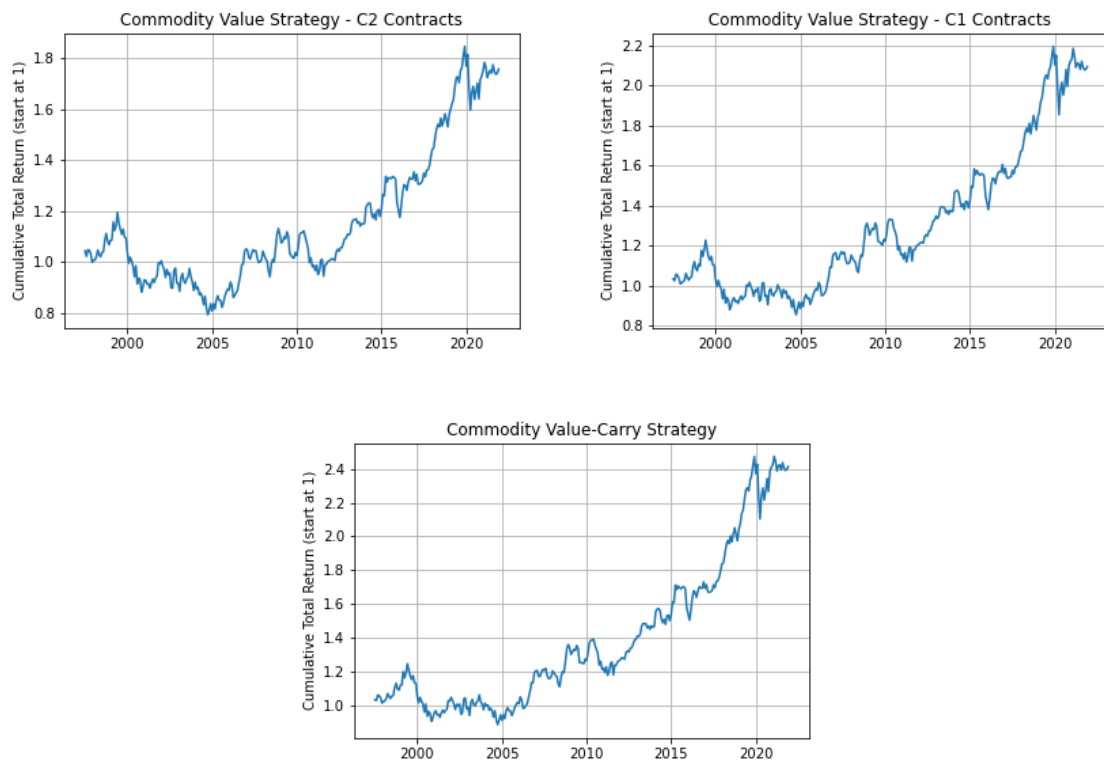 Commodity Value Strategy - C2 Contracts
Cumulative Total Return (start at 1)
1.8
1.6
1.4
1.2
1.0
0.8
2000 2005 2010 2015 2020
Commodity Value Strategy - C1 Contracts
Cumulative Total Return (start at 1)
2.2
2.0
1.8
1.6
1.4
1.2
1.0
0.8
2000 2005 2010 2015 2020
Commodity Value-Carry Strategy
Cumulative Total Return (start at 1)
2.4
2.2
2.0
1.8
1.6
1.4
1.2
1.0
2000 2005 2010 2015 2020